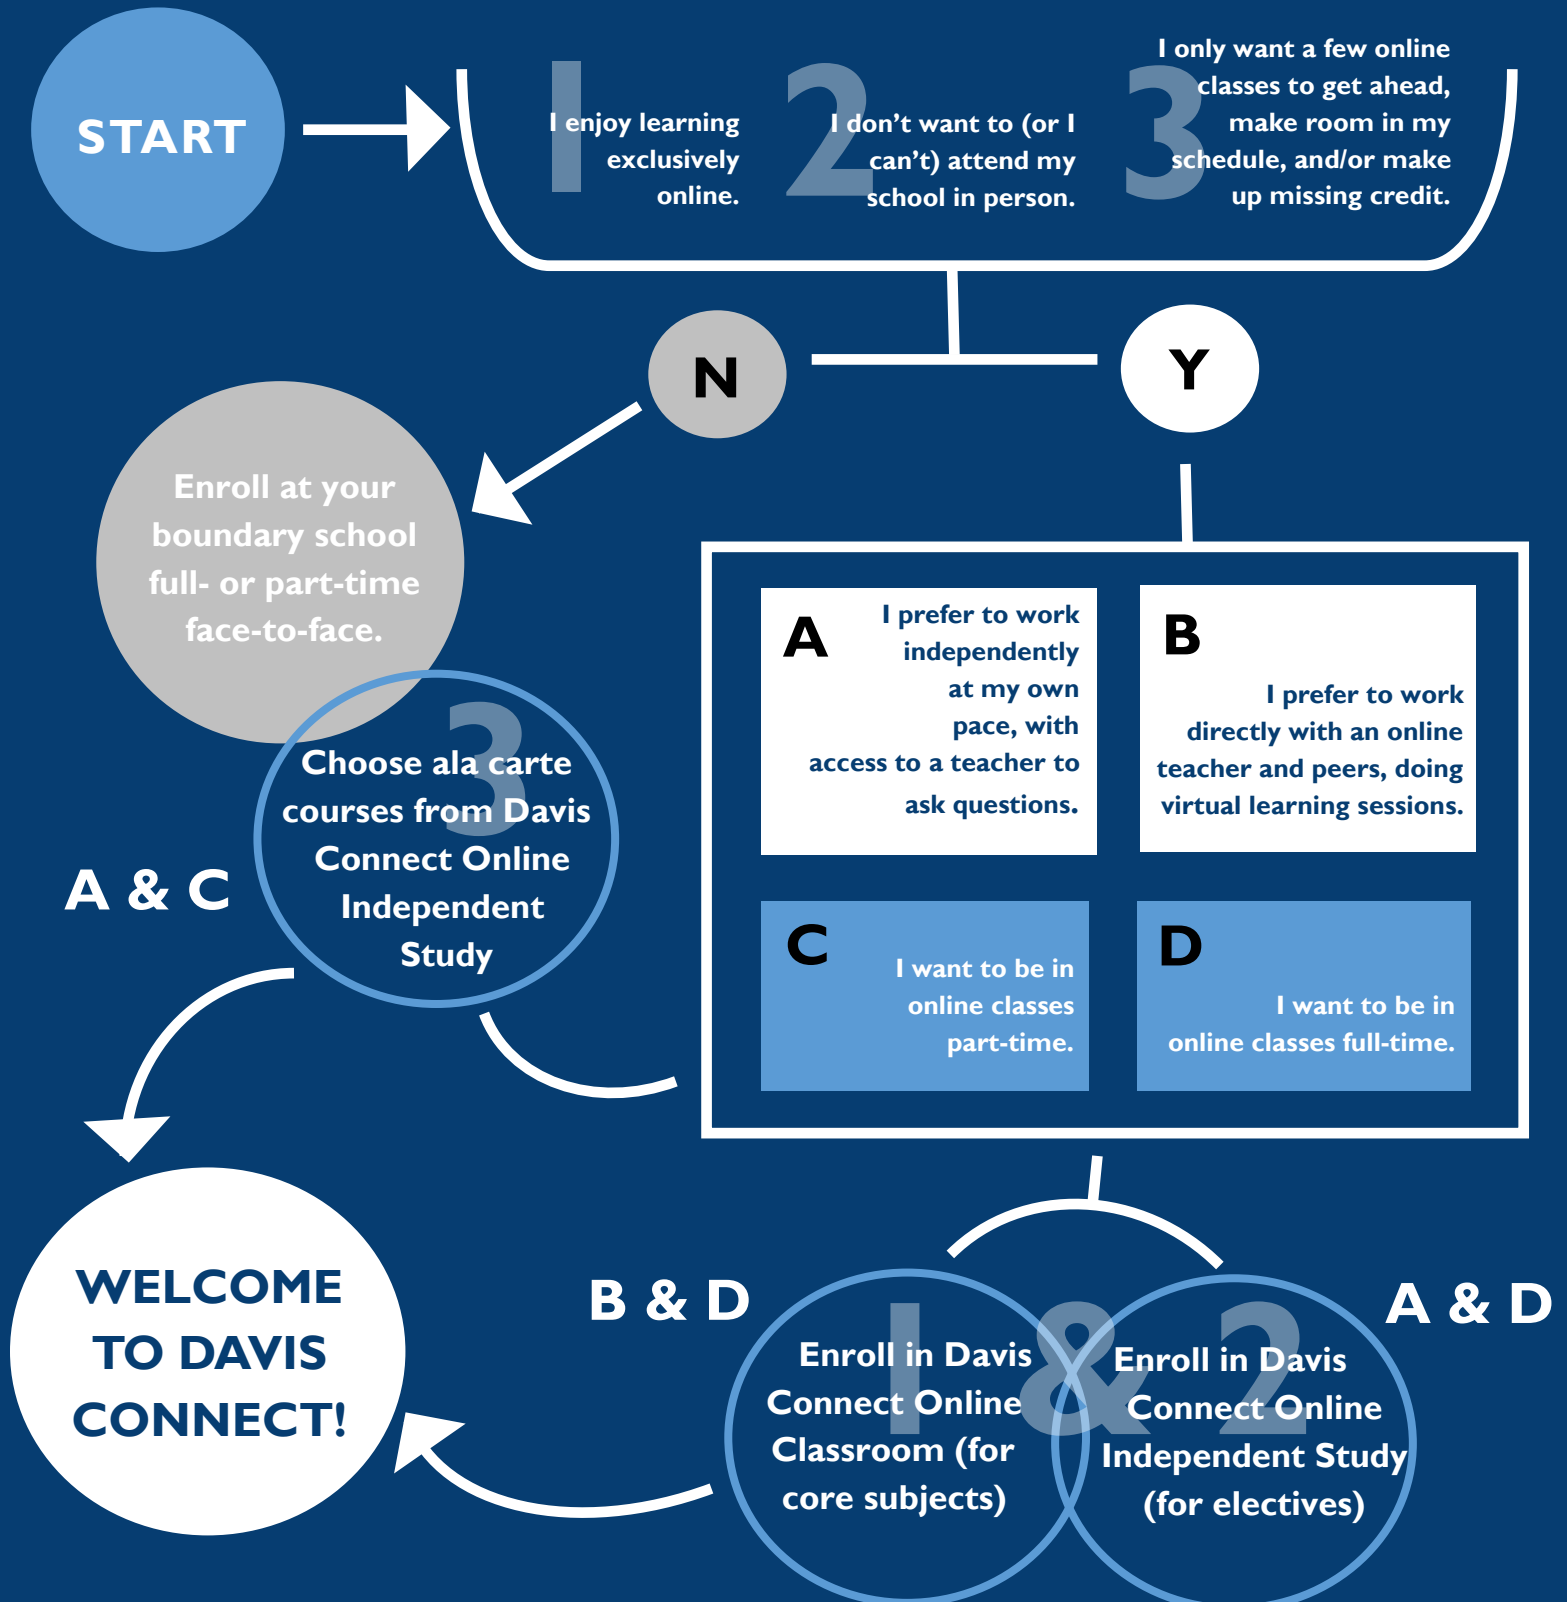 START
1
I enjoy learning
exclusively
online.
2
I don't want to (or I
can't) attend my
school in person.
3
I only want a few online
classes to get ahead,
make room in my
schedule, and/or make
up missing credit.
N
Y
Enroll at your
boundary school
full- or part-time
face-to-face.
A
I prefer to work
independently
at my own
pace, with
access to a teacher to
ask questions.
B
I prefer to work
directly with an online
teacher and peers, doing
virtual learning sessions.
3
Choose ala carte
courses from Davis
Connect Online
Independent
Study
A & C
C
I want to be in
online classes
part-time.
D
I want to be in
online classes full-time.
WELCOME
TO DAVIS
CONNECT!
B & D
1 & 2
A & D
Enroll in Davis
Connect Online
Classroom (for
core subjects)
Enroll in Davis
Connect Online
Independent Study
(for electives)